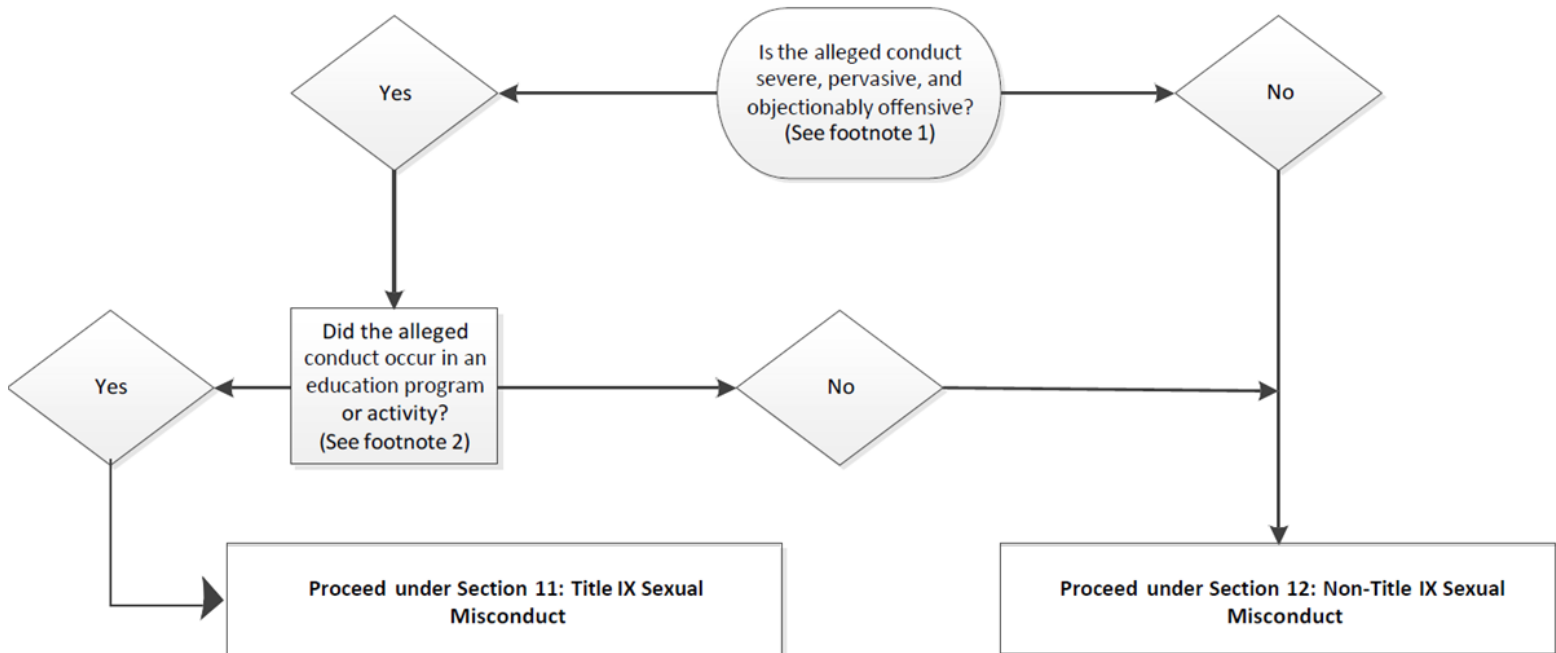 Is the alleged conduct
severe, pervasive, and
objectionably offensive?
(See footnote 1)
Yes
No
Did the alleged
conduct occur in an
education program
or activity?
(See footnote 2)
Yes
No
Proceed under Section 11: Title IX Sexual
Misconduct
Proceed under Section 12: Non-Title IX Sexual
Misconduct